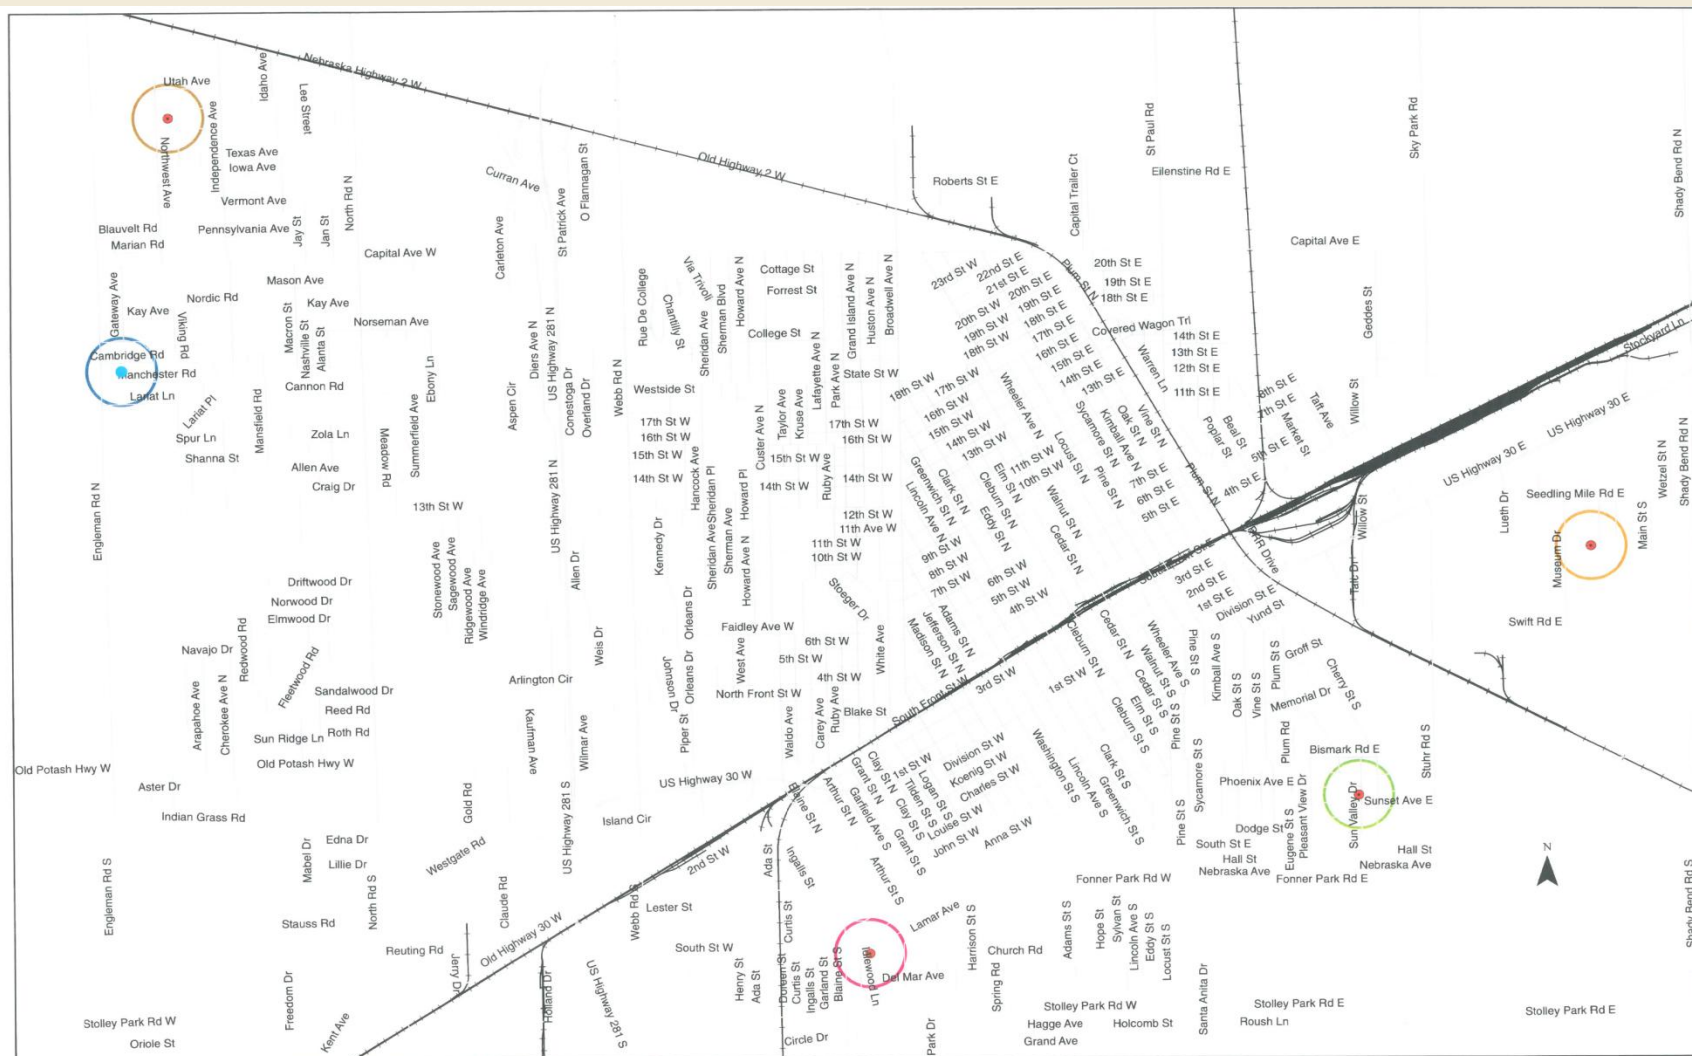 Nebraska Highway 2 W
Utah Ave
Idaho Ave
Lee Street
Independence Ave
Northwest Ave
Texas Ave
Iowa Ave
Vermont Ave
Blauvelt Rd
Marian Rd
Pennsylvania Ave
Jay St
Jan St
North Rd N
Capital Ave W
Curran Ave
St Patrick Ave
O Flannagan St
Carleton Ave
Old Highway 2 W
Roberts St E
Capital Trailer Ct
St Paul Rd
Eilenstine Rd E
Sky Park Rd
Shady Bend Rd N
Capital Ave E
Gateway Ave
Kay Ave
Nordic Rd
Viking Rd
Mason Ave
Kay Ave
Macron St
Nashville St
Alanta St
Norseman Ave
Cambridge Rd
Manchester Rd
Lariat Ln
Lariat Pl
Spur Ln
Shanna St
Mansfield Rd
Cannon Rd
Zola Ln
Allen Ave
Craig Dr
Meadow Rd
Summerfield Ave
Ebony Ln
13th St W
Aspen Cir
Diers Ave N
US Highway 281 N
Conestoga Dr
Overland Dr
Webb Rd N
US Highway 281 N
Allen Dr
Rue De College
Chantilly St
Via Trivoli
Sheridan Ave
Sherman Blvd
Howard Ave N
Cottage St
Forrest St
College St
Westside St
Grand Island Ave N
Huston Ave N
Broadwell Ave N
Lafayette Ave N
Park Ave N
State St W
Taylor Ave
Kruse Ave
Custer Ave N
17th St W
16th St W
15th St W
14th St W
17th St W
16th St W
15th St W
14th St W
14th St W
Hancock Ave
Sheridan Pl
Howard Pl
Ruby Ave
12th St W
11th Ave W
11th St W
10th St W
Kennedy Dr
Sheridan Ave
Sherman Ave
Howard Ave N
23rd St W
22nd St E
21st St E
20th St E
19th St E
18th St E
17th St E
16th St E
15th St E
14th St E
13th St E
20th St W
19th St W
18th St W
18th St W
17th St W
16th St W
15th St W
14th St W
13th St W
11th St W
10th St W
Plum St N
20th St E
19th St E
18th St E
Covered Wagon Trl
14th St E
13th St E
12th St E
11th St E
Warren Ln
Geddes St
Willow St
Stockyard Ln
8th St E
7th St E
Taft Ave
Market St
5th St E
4th St E
Beal St
Poplar St
Wheeler Ave N
Locust St N
Sycamore St N
Kimball Ave N
Oak St N
Vine St N
Pine St N
7th St E
6th St E
5th St E
Plum St N
Greenwich St N
Clark St N
Lincoln Ave N
Elm St N
Cleburn St N
Eddy St N
Walnut St N
Cedar St N
9th St W
8th St W
7th St W
6th St W
5th St W
4th St W
US Highway 30 E
US Highway 30 E
Seedling Mile Rd E
Lueth Dr
Museum Dr
Main St S
Wetzel St N
Shady Bend Rd N
Willow St
Taft Dr
3rd St E
2nd St E
1st St E
Division St E
Yund St
Swift Rd E
Engleman Rd N
Driftwood Dr
Norwood Dr
Elmwood Dr
Navajo Dr
Redwood Rd
Fleetwood Rd
Arapahoe Ave
Cherokee Ave N
Sandalwood Dr
Reed Rd
Roth Rd
Sun Ridge Ln
Old Potash Hwy W
Old Potash Hwy W
Aster Dr
Indian Grass Rd
Stonewood Ave
Sagewood Ave
Ridgewood Ave
Windridge Ave
Arlington Cir
Weis Dr
Kaufman Ave
Wilmar Ave
Orleans Dr
Orleans Dr
Johnson Dr
Piper St
Faidley Ave W
West Ave
6th St W
5th St W
4th St W
North Front St W
White Ave
Stoeger Dr
Carey Ave
Ruby Ave
Waldo Ave
Blake St
Adams St N
Jefferson St N
Madison St N
South Front St W
3rd St W
1st St W
Cleburn St N
Cedar St N
Wheeler Ave S
Walnut St S
Cedar St S
Elm St S
Cleburn St S
Pine St S
Pine St S
Kimball Ave S
Oak St S
Vine St S
Plum St S
Groff St
Memorial Dr
Cherry St S
Plum Rd
Bismark Rd E
Stuhr Rd S
Phoenix Ave E
Sunset Ave E
Sun Valley Dr
Pleasant View Dr
Eugene St S
Dodge St
Sycamore St S
Pine St S
South St E
Hall St
Nebraska Ave
Hall St
Nebraska Ave
Fonner Park Rd W
Fonner Park Rd E
US Highway 30 W
Elaine St N
Arthur St N
Grant St N
Clay St N
Garfield Ave S
1st St W
Logan St S
Tilden St S
Clay St S
Grant St S
Arthur St S
Division St W
Koenig St W
Charles St W
Louise St W
John St W
Anna St W
Washington St S
Lincoln Ave S
Clark St S
Greenwich St S
Gold Rd
US Highway 281 S
Island Cir
Westgate Rd
Edna Dr
Lillie Dr
Mabel Dr
Engleman Rd S
Stauss Rd
North Rd S
Claude Rd
2nd St W
Ada St
Ingalls St
Webb Rd S
Lester St
South St W
Curtis St
Reuting Rd
Jerry Dr
Old Highway 30 W
Holland Dr
US Highway 281 S
Freedom Dr
Kent Ave
Stolley Park Rd W
Oriole St
Henry St
Ada St
Doreen St
Curtis St
Ingalls St
Garland St
Blaine St S
Idlewood Ln
Del Mar Ave
Lamar Ave
Harrison St S
Church Rd
Spring Rd
Adams St S
Hope St
Sylvan St
Lincoln Ave S
Eddy St S
Locust St S
Circle Dr
Park Dr
Stolley Park Rd W
Hagge Ave
Grand Ave
Holcomb St
Santa Anita Dr
Stolley Park Rd E
Roush Ln
Stolley Park Rd E
Shady Bend Rd S
N